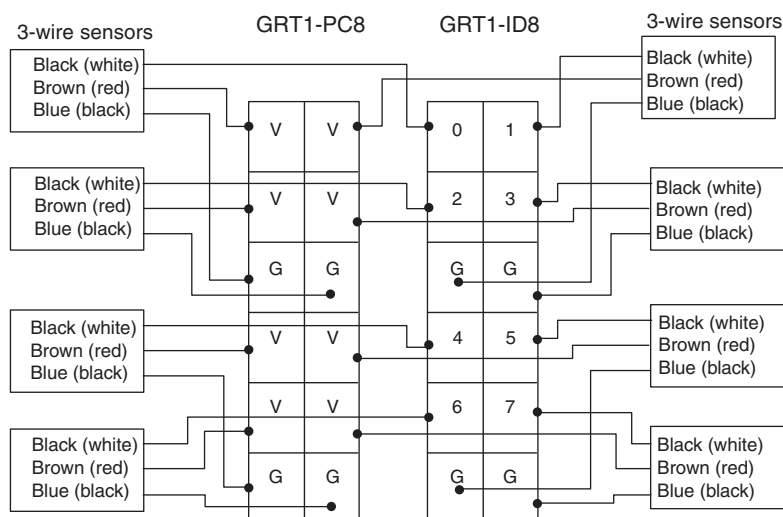 3-wire sensors
GRT1-PC8
GRT1-ID8
3-wire sensors
Black (white)
Brown (red)
Blue (black)
Black (white)
Brown (red)
Blue (black)
V V 0 1
Black (white)
Brown (red)
Blue (black)
V V 2 3
Black (white)
Brown (red)
Blue (black)
G G G G
Black (white)
Brown (red)
Blue (black)
V V 4 5
Black (white)
Brown (red)
Blue (black)
V V 6 7
Black (white)
Brown (red)
Blue (black)
G G G G
Black (white)
Brown (red)
Blue (black)